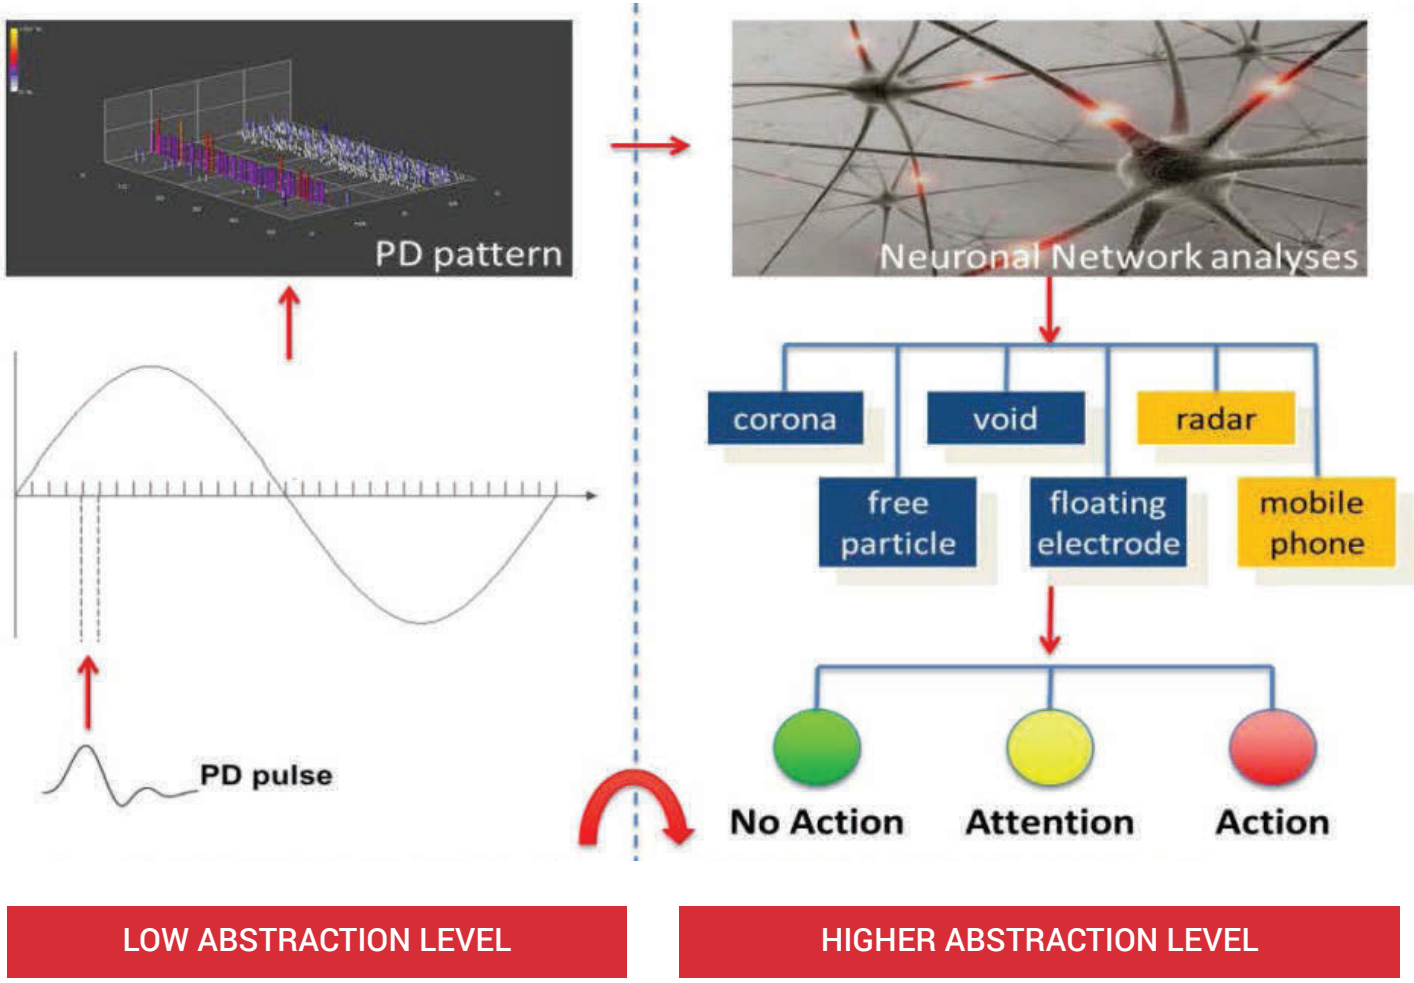 PD pattern
PD pulse
LOW ABSTRACTION LEVEL
Neuronal Network analyses
corona
void
radar
free
particle
floating
electrode
mobile
phone
No Action
Attention
Action
HIGHER ABSTRACTION LEVEL